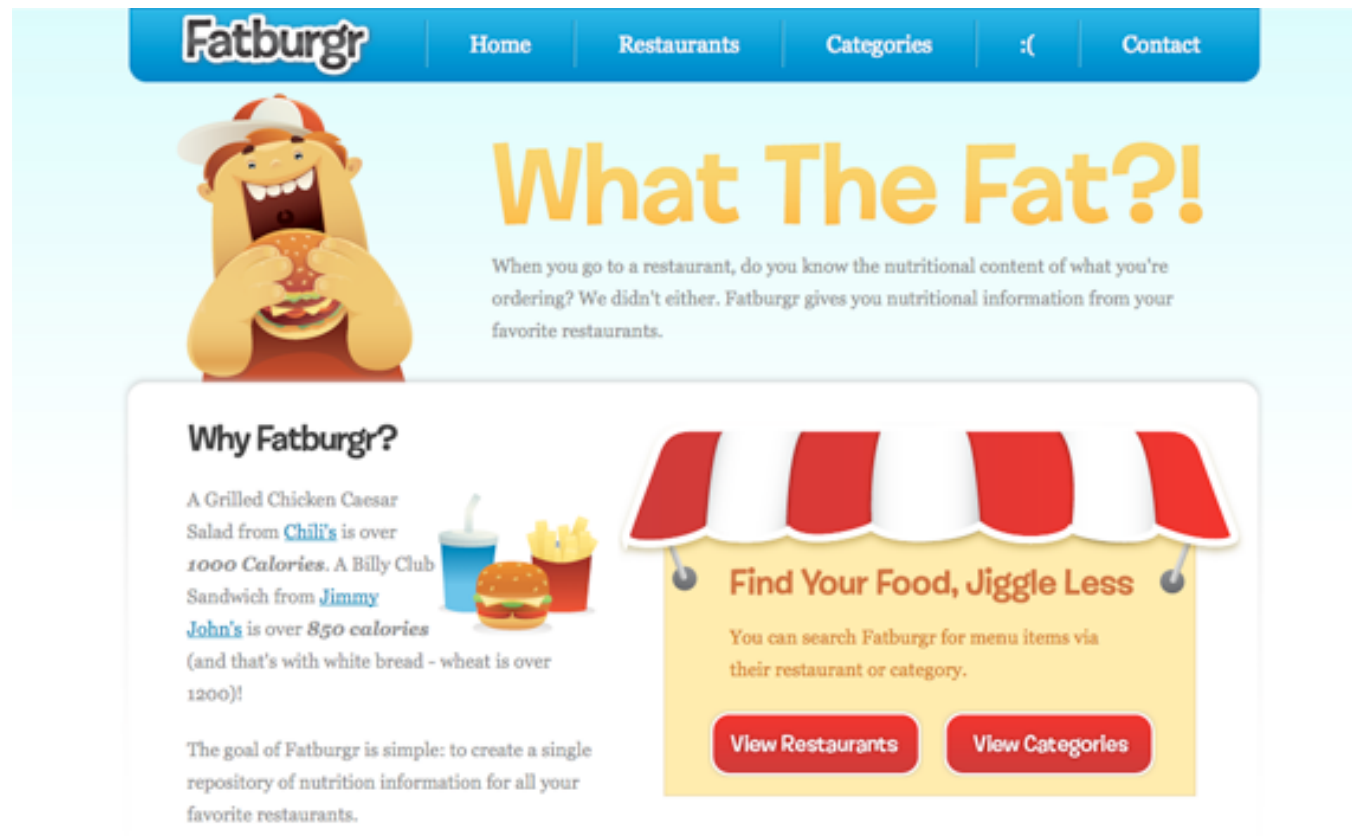 Fatburgr
Home
Restaurants
Categories
:(
Contact
What The Fat?!
When you go to a restaurant, do you know the nutritional content of what you're
ordering? We didn't either. Fatburgr gives you nutritional information from your
favorite restaurants.
Why Fatburgr?
A Grilled Chicken Caesar
Salad from Chili's is over
1000 Calories. A Billy Club
Sandwich from Jimmy
John's is over 850 calories
(and that's with white bread - wheat is over
1200)!
The goal of Fatburgr is simple: to create a single
repository of nutrition information for all your
favorite restaurants.
Find Your Food, Jiggle Less
You can search Fatburgr for menu items via
their restaurant or category.
View Restaurants
View Categories